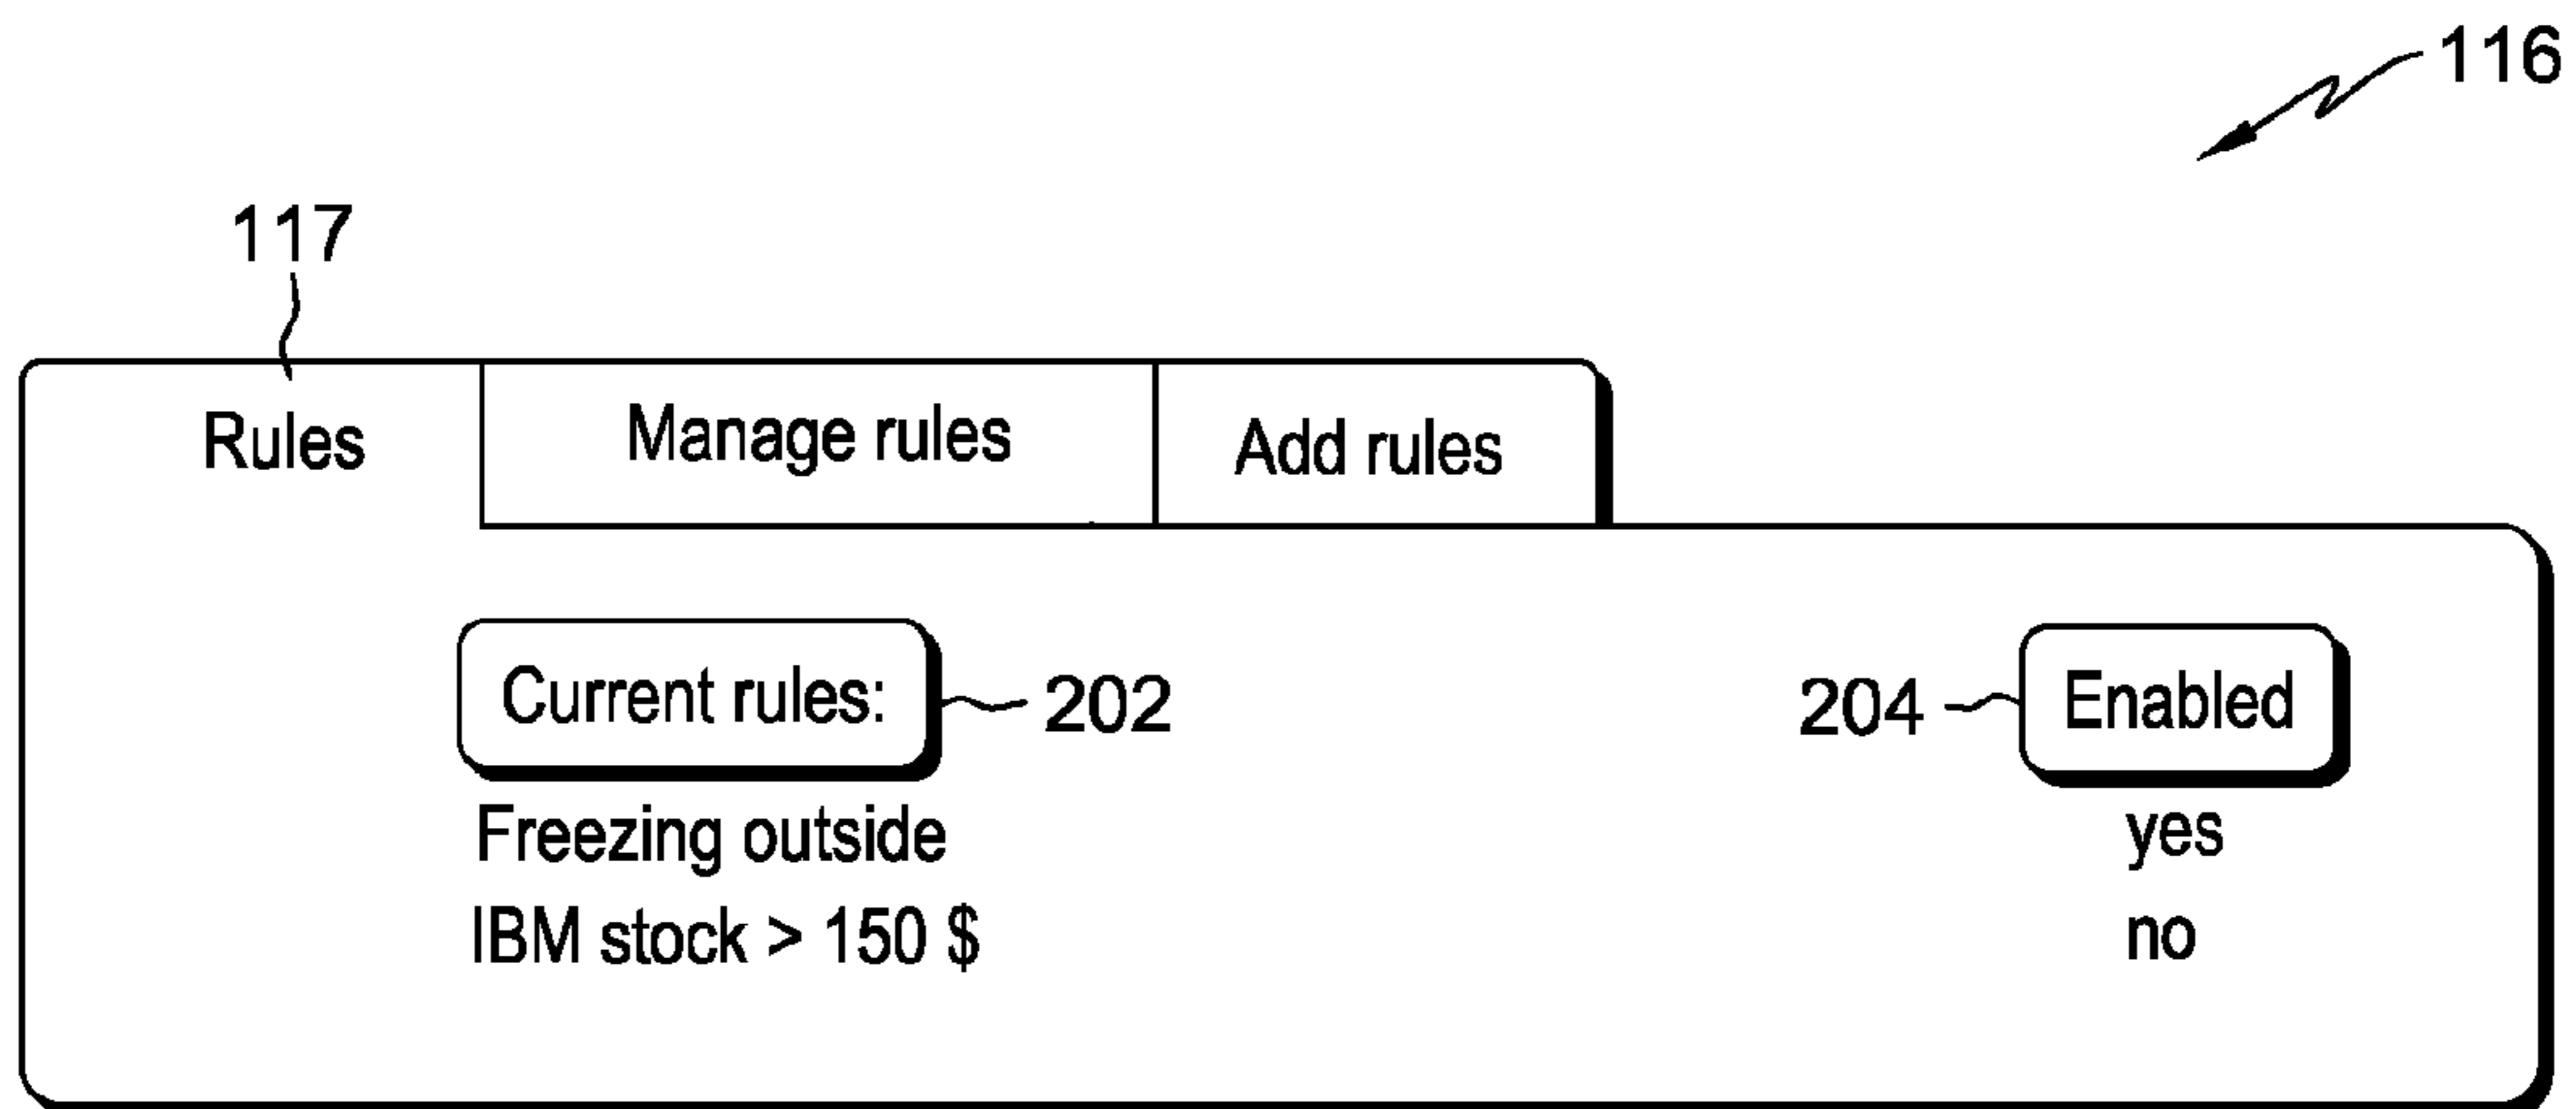 116
117
Rules Manage rules Add rules
Current rules: 202 204 Enabled
Freezing outside yes
IBM stock > 150 $ no